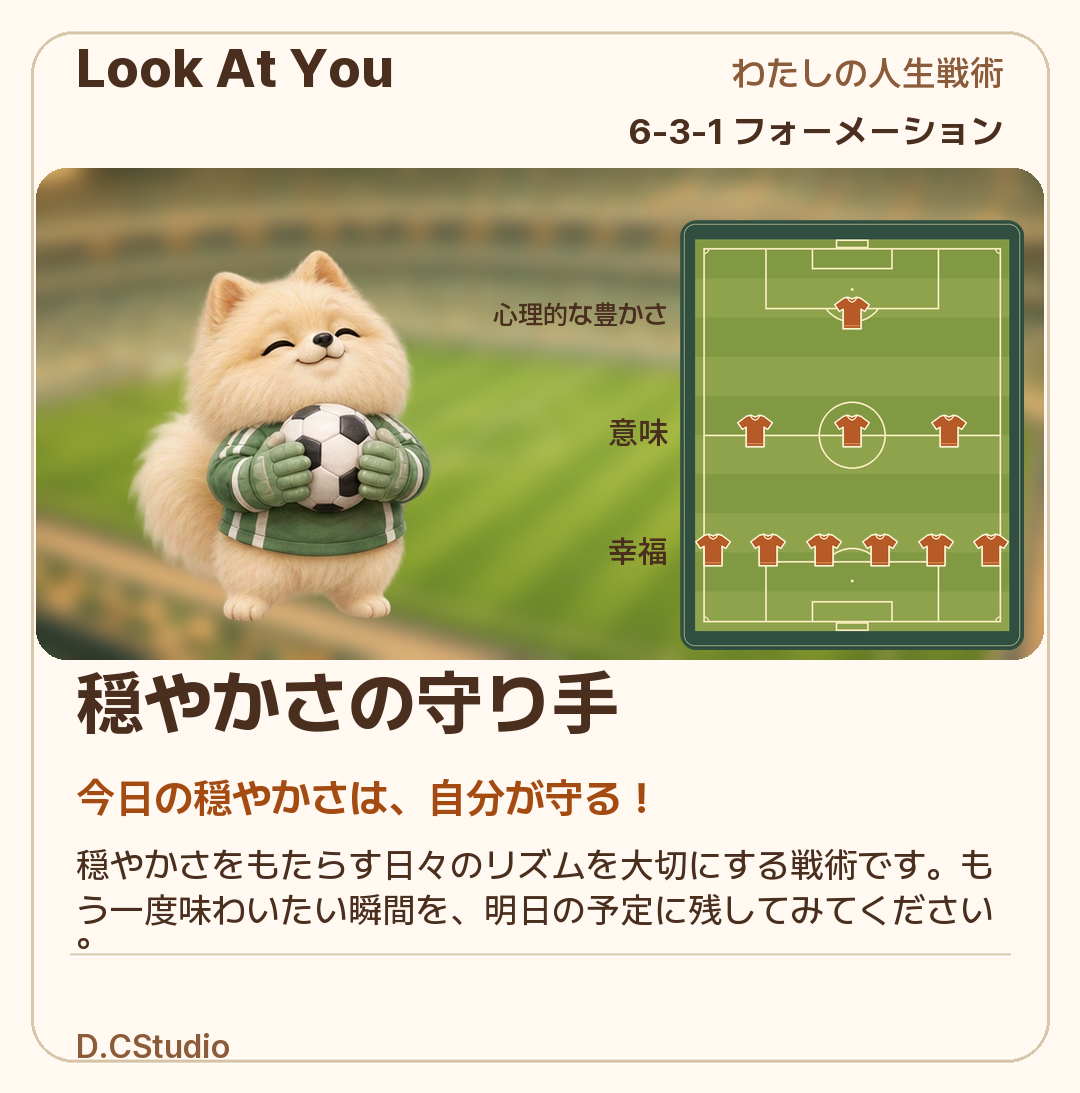 Look At You
わたしの人生戦術
6-3-1 フォーメーション
心理的な豊かさ
意味
幸福
穏やかさの守り手
今日の穏やかさは、自分が守る！
穏やかさをもたらす日々のリズムを大切にする戦術です。も
う一度味わいたい瞬間を、明日の予定に残してみてください
。
D.CStudio